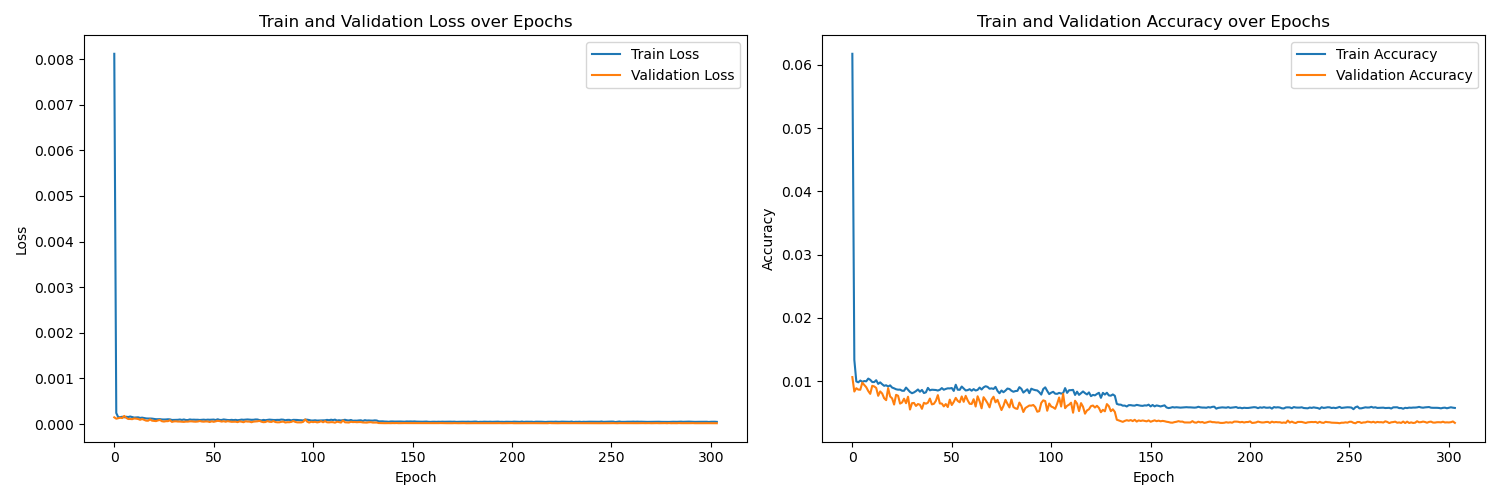 Train and Validation Loss over Epochs
Train Loss
Validation Loss
0.008
0.007
0.006
0.005
0.004
0.003
0.002
0.001
0.000
Loss
0
50
100
150
200
250
300
Epoch
Train and Validation Accuracy over Epochs
Train Accuracy
Validation Accuracy
0.06
0.05
0.04
0.03
0.02
0.01
Accuracy
0
50
100
150
200
250
300
Epoch